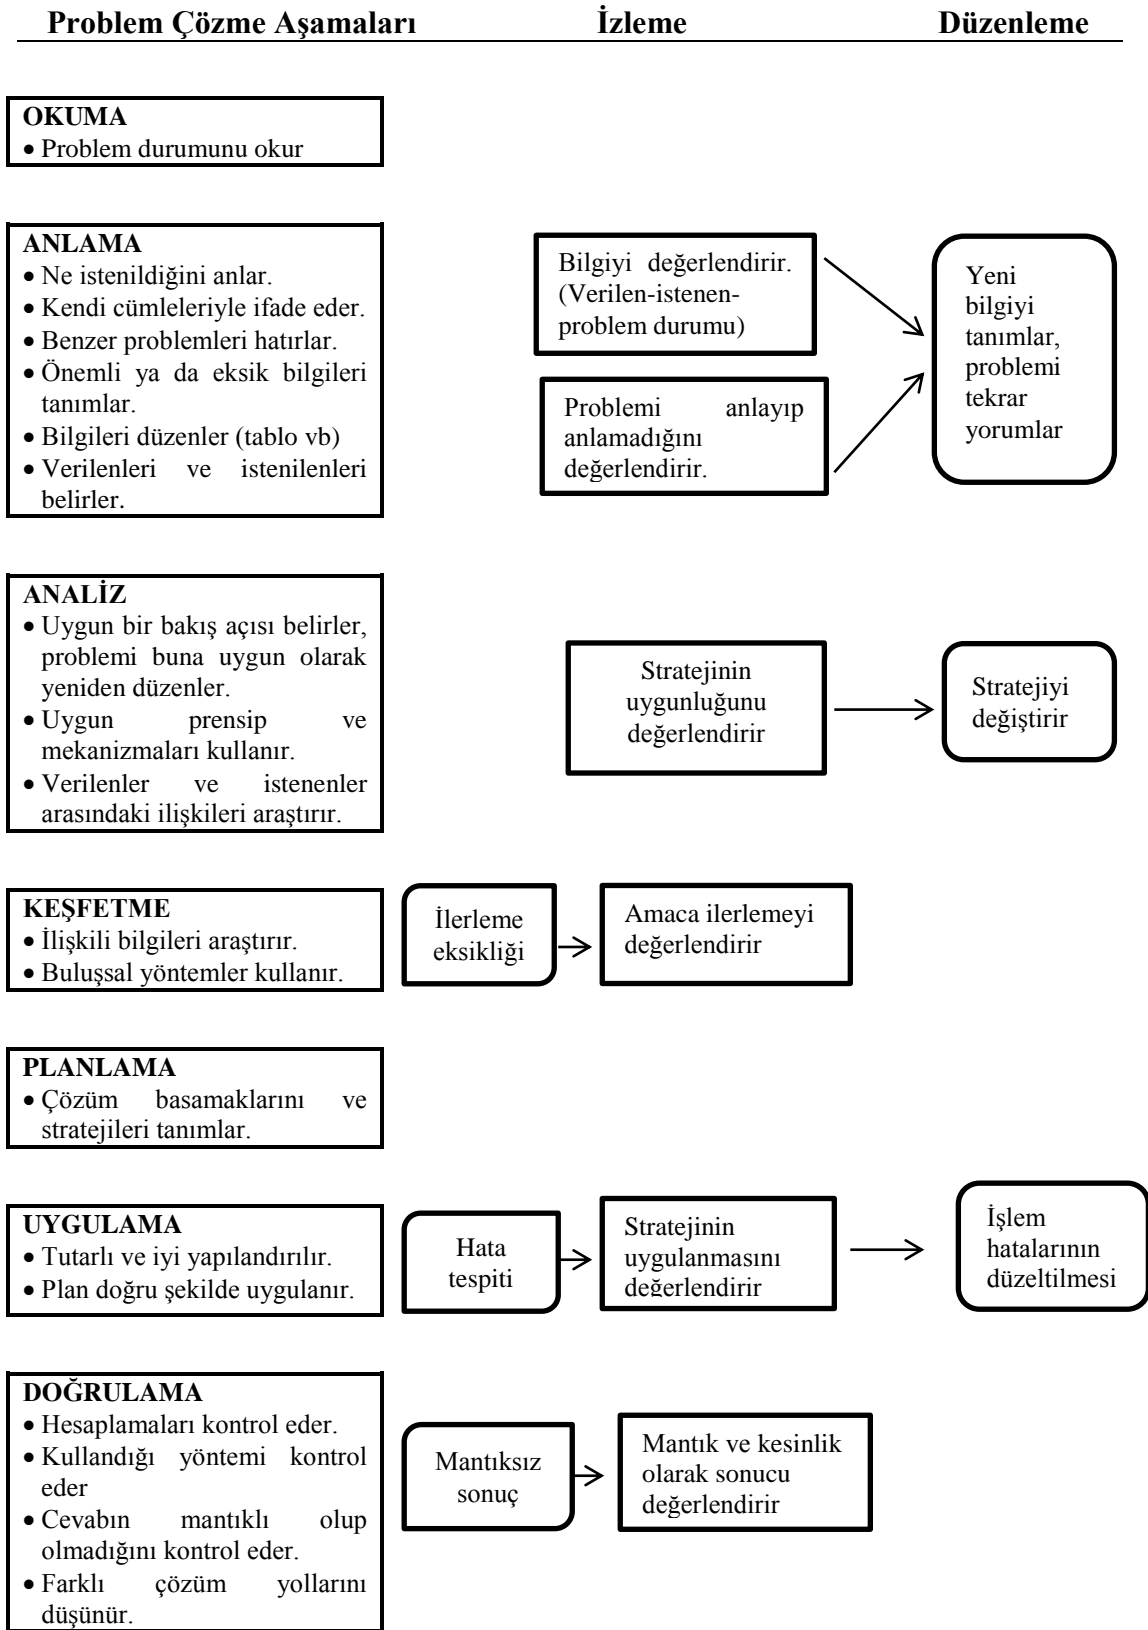 Problem Çözme Aşamaları İzleme Düzenleme
OKUMA
• Problem durumunu okur
ANLAMA
• Ne istenildiğini anlar.
• Kendi cümleleriyle ifade eder.
• Benzer problemleri hatırlar.
• Önemli ya da eksik bilgileri
tanımlar.
• Bilgileri düzenler (tablo vb)
• Verilenleri ve istenilenleri
belirler.
Bilgiyi değerlendirir.
(Verilen-istenen-
problem durumu)
Problemi anlayıp
anlamadığını
değerlendirir.
Yeni
bilgiyi
tanımlar,
problemi
tekrar
yorumlar
ANALİZ
• Uygun bir bakış açısı belirler,
problemi buna uygun olarak
yeniden düzenler.
• Uygun prensip ve
mekanizmaları kullanır.
• Verilenler ve istenenler
arasındaki ilişkileri araştırır.
Stratejinin
uygunluğunu
değerlendirir
Stratejiyi
değiştirir
KEŞFETME
• İlişkili bilgileri araştırır.
• Buluşsal yöntemler kullanır.
İlerleme
eksikliği
Amaca ilerlemeyi
değerlendirir
PLANLAMA
• Çözüm basamaklarını ve
stratejileri tanımlar.
UYGULAMA
• Tutarlı ve iyi yapılandırılır.
• Plan doğru şekilde uygulanır.
Hata
tespiti
Stratejinin
uygulanmasını
değerlendirir
İşlem
hatalarının
düzeltilmesi
DOĞRULAMA
• Hesaplamaları kontrol eder.
• Kullandığı yöntemi kontrol
eder
• Cevabın mantıklı olup
olmadığını kontrol eder.
• Farklı çözüm yollarını
düşünür.
Mantıksız
sonuç
Mantık ve kesinlik
olarak sonucu
değerlendirir